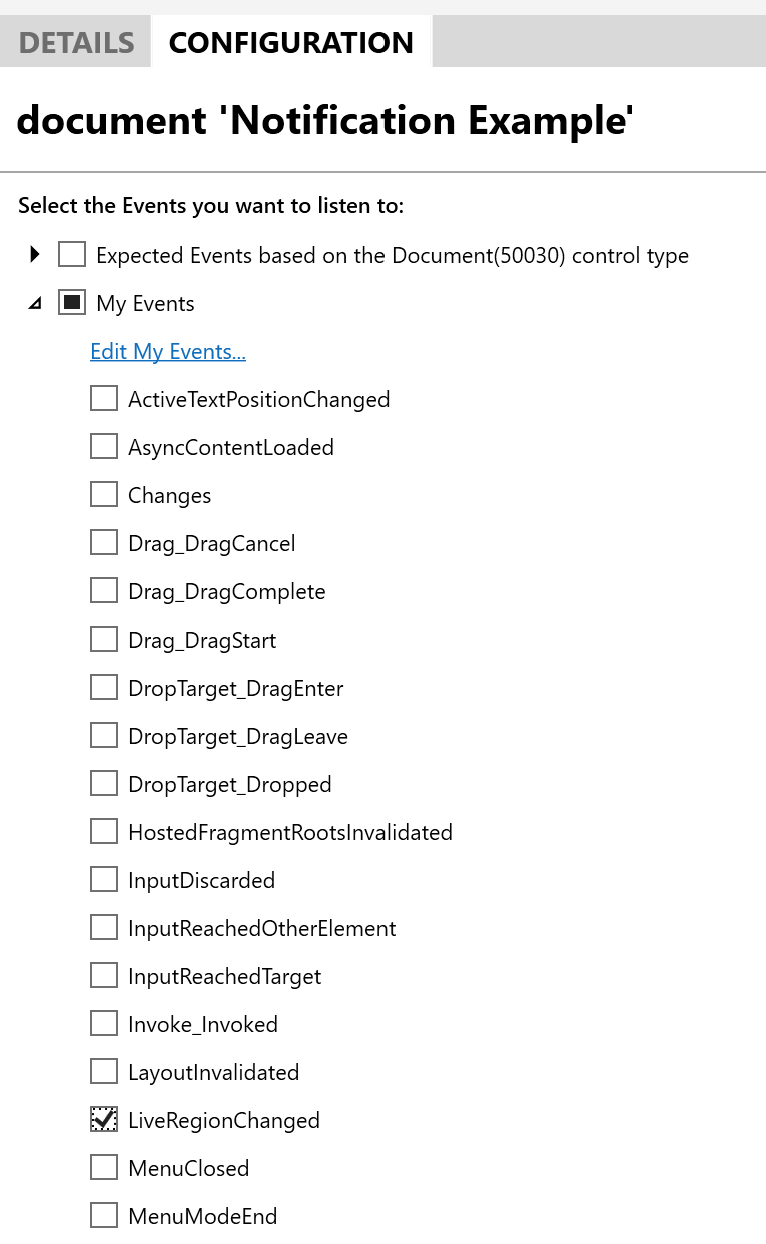 DETAILS CONFIGURATION
document 'Notification Example'
Select the Events you want to listen to:
Expected Events based on the Document(50030) control type
My Events
Edit My Events...
ActiveTextPositionChanged
AsyncContentLoaded
Changes
Drag_DragCancel
Drag_DragComplete
Drag_DragStart
DropTarget_DragEnter
DropTarget_DragLeave
DropTarget_Dropped
HostedFragmentRootsInvalidated
InputDiscarded
InputReachedOtherElement
InputReachedTarget
Invoke_Invoked
LayoutInvalidated
LiveRegionChanged
MenuClosed
MenuModeEnd